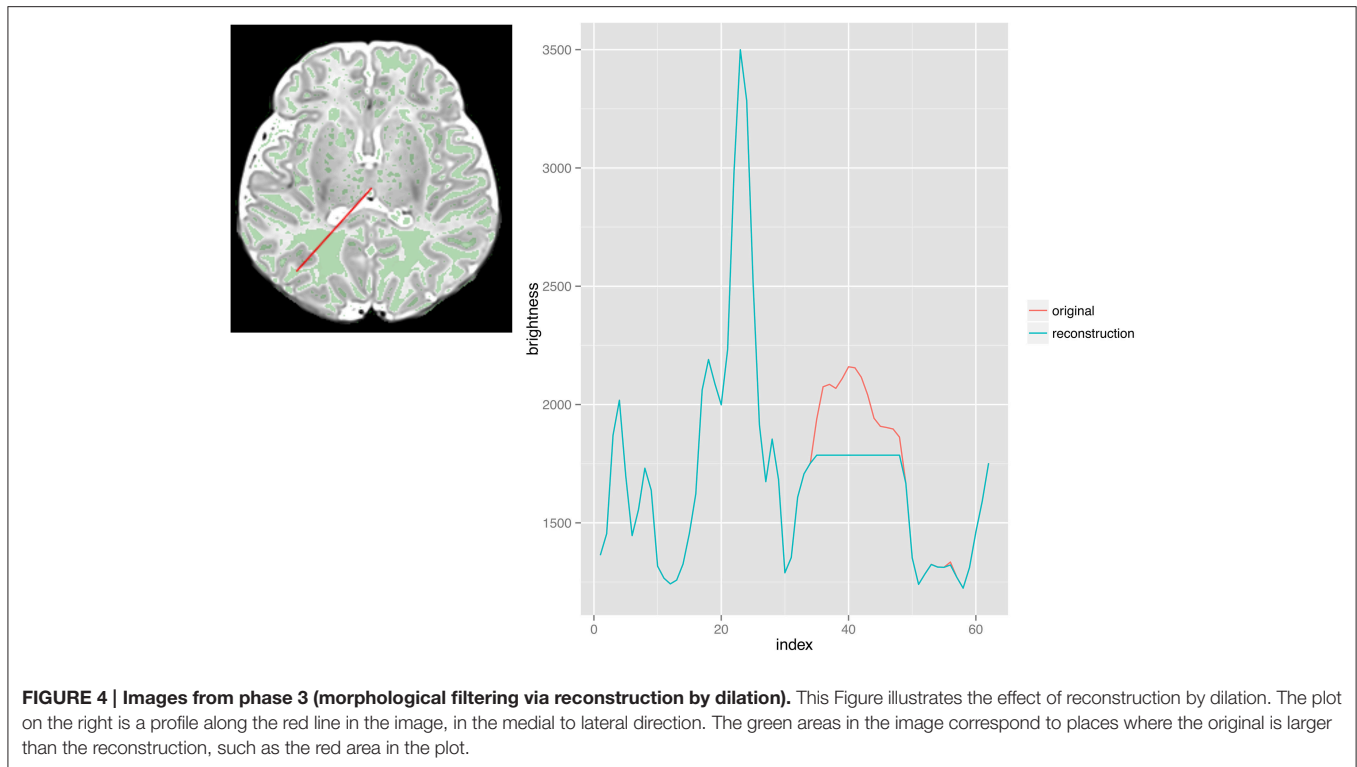 3500
3000
2500
2000
1500
brightness
0 20 40 60
index
original
reconstruction
FIGURE 4 | Images from phase 3 (morphological filtering via reconstruction by dilation). This Figure illustrates the effect of reconstruction by dilation. The plot
on the right is a profile along the red line in the image, in the medial to lateral direction. The green areas in the image correspond to places where the original is larger
than the reconstruction, such as the red area in the plot.